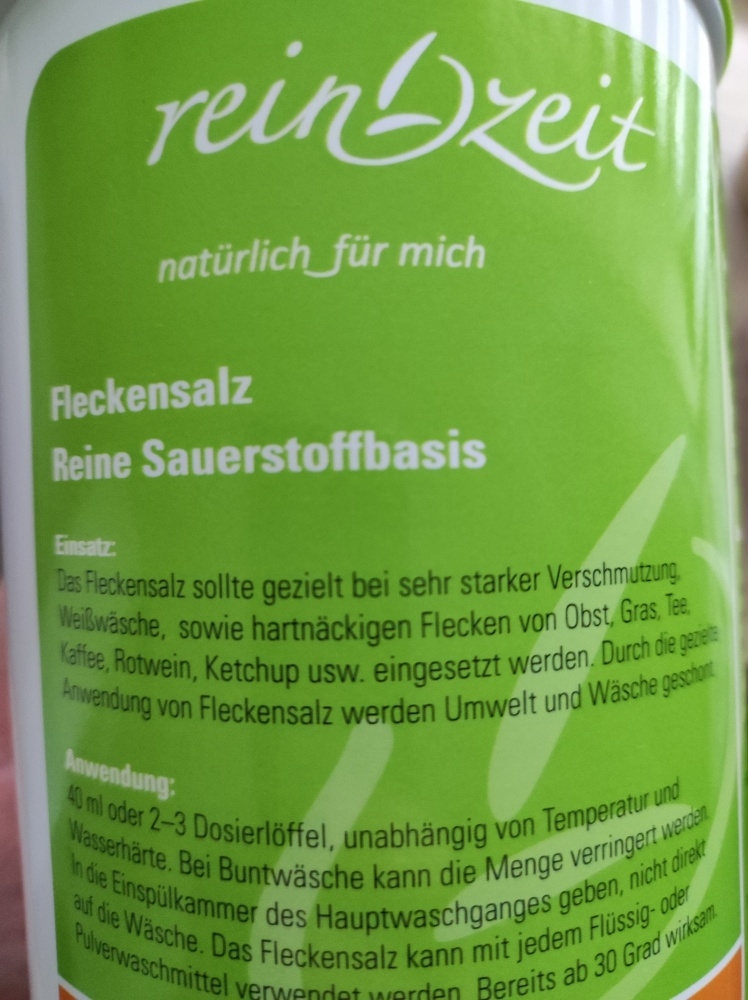 reinzeit
natürlich für mich
Fleckensalz
Reine Sauerstoffbasis
Einsatz:
Das Fleckensalz sollte gezielt bei sehr starker Verschmutzung,
Weißwäsche, sowie hartnäckigen Flecken von Obst, Gras, Tee,
Kaffee, Rotwein, Ketchup usw. eingesetzt werden. Durch die gezielte
Anwendung von Fleckensalz werden Umwelt und Wäsche geschont.
Anwendung:
40 ml oder 2–3 Dosierlöffel, unabhängig von Temperatur und
Wasserhärte. Bei Buntwäsche kann die Menge verringert werden.
In die Einspülkammer des Hauptwaschganges geben, nicht direkt
auf die Wäsche. Das Fleckensalz kann mit jedem Flüssig- oder
Pulverwaschmittel verwendet werden. Bereits ab 30 Grad wirksam.